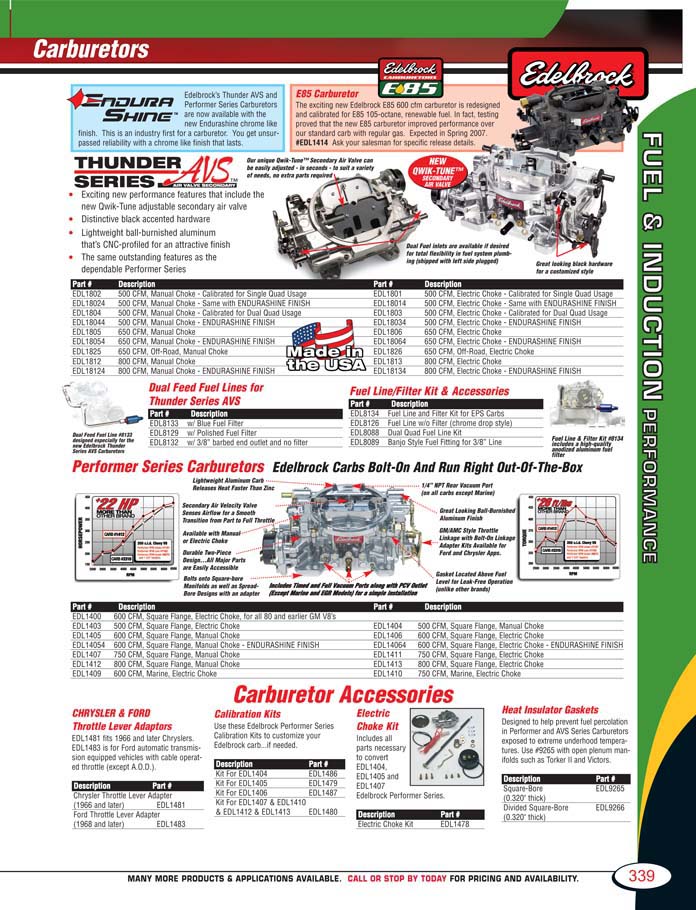 Carburetors
Edelbrock
CARBURETORS
E85
Edelbrock
ENDURA
SHINE™
Edelbrock's Thunder AVS and
Performer Series Carburetors
are now available with the
new Endurashine chrome like
finish. This is an industry first for a carburetor. You get unsur-
passed reliability with a chrome like finish that lasts.
E85 Carburetor
The exciting new Edelbrock E85 600 cfm carburetor is redesigned
and calibrated for E85 105-octane, renewable fuel. In fact, testing
proved that the new E85 carburetor improved performance over
our standard carb with regular gas. Expected in Spring 2007.
#EDL1414 Ask your salesman for specific release details.
THUNDER
SERIES AVS™
AIR VALVE SECONDARY
Our unique Qwik-Tune™ Secondary Air Valve can
be easily adjusted - in seconds - to suit a variety
of needs, no extra parts required
NEW
QWIK-TUNE™
SECONDARY
AIR VALVE
• Exciting new performance features that include the
new Qwik-Tune adjustable secondary air valve
• Distinctive black accented hardware
• Lightweight ball-burnished aluminum
that's CNC-profiled for an attractive finish
• The same outstanding features as the
dependable Performer Series
Dual Fuel inlets are available if desired
for total flexibility in fuel system plumb-
ing (shipped with left side plugged)
Great looking black hardware
for a customized style
Part # Description
EDL1802 500 CFM, Manual Choke - Calibrated for Single Quad Usage
EDL18024 500 CFM, Manual Choke - Same with ENDURASHINE FINISH
EDL1804 500 CFM, Manual Choke - Calibrated for Dual Quad Usage
EDL18044 500 CFM, Manual Choke - ENDURASHINE FINISH
EDL1805 650 CFM, Manual Choke
EDL18054 650 CFM, Manual Choke - ENDURASHINE FINISH
EDL1825 650 CFM, Off-Road, Manual Choke
EDL1812 800 CFM, Manual Choke
EDL18124 800 CFM, Manual Choke - ENDURASHINE FINISH
Made in
the USA
Part # Description
EDL1801 500 CFM, Electric Choke - Calibrated for Single Quad Usage
EDL18014 500 CFM, Electric Choke - Same with ENDURASHINE FINISH
EDL1803 500 CFM, Electric Choke - Calibrated for Dual Quad Usage
EDL18034 500 CFM, Electric Choke - ENDURASHINE FINISH
EDL1806 650 CFM, Electric Choke
EDL18064 650 CFM, Electric Choke - ENDURASHINE FINISH
EDL1826 650 CFM, Off-Road, Electric Choke
EDL1813 800 CFM, Electric Choke
EDL18134 800 CFM, Electric Choke - ENDURASHINE FINISH
Dual Feed Fuel Line #8133
designed especially for the
new Edelbrock Thunder
Series AVS Carburetors
Dual Feed Fuel Lines for
Thunder Series AVS
Part # Description
EDL8133 w/ Blue Fuel Filter
EDL8129 w/ Polished Fuel Filter
EDL8132 w/ 3/8" barbed end outlet and no filter
Fuel Line/Filter Kit & Accessories
Part # Description
EDL8134 Fuel Line and Filter Kit for EPS Carbs
EDL8126 Fuel Line w/o Filter (chrome drop style)
EDL8088 Dual Quad Fuel Line Kit
EDL8089 Banjo Style Fuel Fitting for 3/8" Line
Fuel Line & Filter Kit #8134
includes a high-quality
anodized aluminum fuel
filter
Performer Series Carburetors Edelbrock Carbs Bolt-On And Run Right Out-Of-The-Box
22 HP
MORE THAN
OTHER BRAND
HORSEPOWER
RPM
Lightweight Aluminum Carb
Releases Heat Faster Than Zinc
Secondary Air Velocity Valve
Senses Airflow for a Smooth
Transition from Part to Full Throttle
Available with Manual
or Electric Choke
Durable Two-Piece
Design...All Major Parts
are Easily Accessible
Bolts onto Square-bore
Manifolds as well as Spread-
Bore Designs with an adapter
Includes Timed and Full Vacuum Ports along with PCV Outlet
(Except Marine and EGR Models) for a simple installation
1/4" NPT Rear Vacuum Port
(on all carbs except Marine)
Great Looking Ball-Burnished
Aluminum Finish
GM/AMC Style Throttle
Linkage with Bolt-On Linkage
Adapter Kits Available for
Ford and Chrysler Apps.
Gasket Located Above Fuel
Level for Leak-Free Operation
(unlike other brands)
MORE THAN
OTHER BRAND
TORQUE
RPM
Part # Description
EDL1400 600 CFM, Square Flange, Electric Choke, for all 80 and earlier GM V8's
EDL1403 500 CFM, Square Flange, Electric Choke
EDL1405 600 CFM, Square Flange, Manual Choke
EDL14054 600 CFM, Square Flange, Manual Choke - ENDURASHINE FINISH
EDL1407 750 CFM, Square Flange, Manual Choke
EDL1412 800 CFM, Square Flange, Manual Choke
EDL1409 600 CFM, Marine, Electric Choke
Part # Description
EDL1404 500 CFM, Square Flange, Manual Choke
EDL1406 600 CFM, Square Flange, Electric Choke
EDL14064 600 CFM, Square Flange, Electric Choke - ENDURASHINE FINISH
EDL1411 750 CFM, Square Flange, Electric Choke
EDL1413 800 CFM, Square Flange, Electric Choke
EDL1410 750 CFM, Marine, Electric Choke
Carburetor Accessories
CHRYSLER & FORD
Throttle Lever Adaptors
EDL1481 fits 1966 and later Chryslers.
EDL1483 is for Ford automatic transmis-
sion equipped vehicles with cable operat-
ed throttle (except A.O.D.).
Description Part #
Chrysler Throttle Lever Adapter
(1966 and later) EDL1481
Ford Throttle Lever Adapter
(1968 and later) EDL1483
Calibration Kits
Use these Edelbrock Performer Series
Calibration Kits to customize your
Edelbrock carb...if needed.
Description Part #
Kit For EDL1404 EDL1486
Kit For EDL1405 EDL1479
Kit For EDL1406 EDL1487
Kit For EDL1407 & EDL1410
& EDL1412 & EDL1413 EDL1480
Electric
Choke Kit
Includes all
parts necessary
to convert
EDL1404,
EDL1405 and
EDL1407
Edelbrock Performer Series.
Description Part #
Electric Choke Kit EDL1478
Heat Insulator Gaskets
Designed to help prevent fuel percolation
in Performer and AVS Series Carburetors
exposed to extreme underhood tempera-
tures. Use #9265 with open plenum man-
ifolds such as Torker II and Victors.
Description Part #
Square-Bore EDL9265
(0.320" thick)
Divided Square-Bore EDL9266
(0.320" thick)
FUEL & INDUCTION PERFORMANCE
MANY MORE PRODUCTS & APPLICATIONS AVAILABLE. CALL OR STOP BY TODAY FOR PRICING AND AVAILABILITY.
339